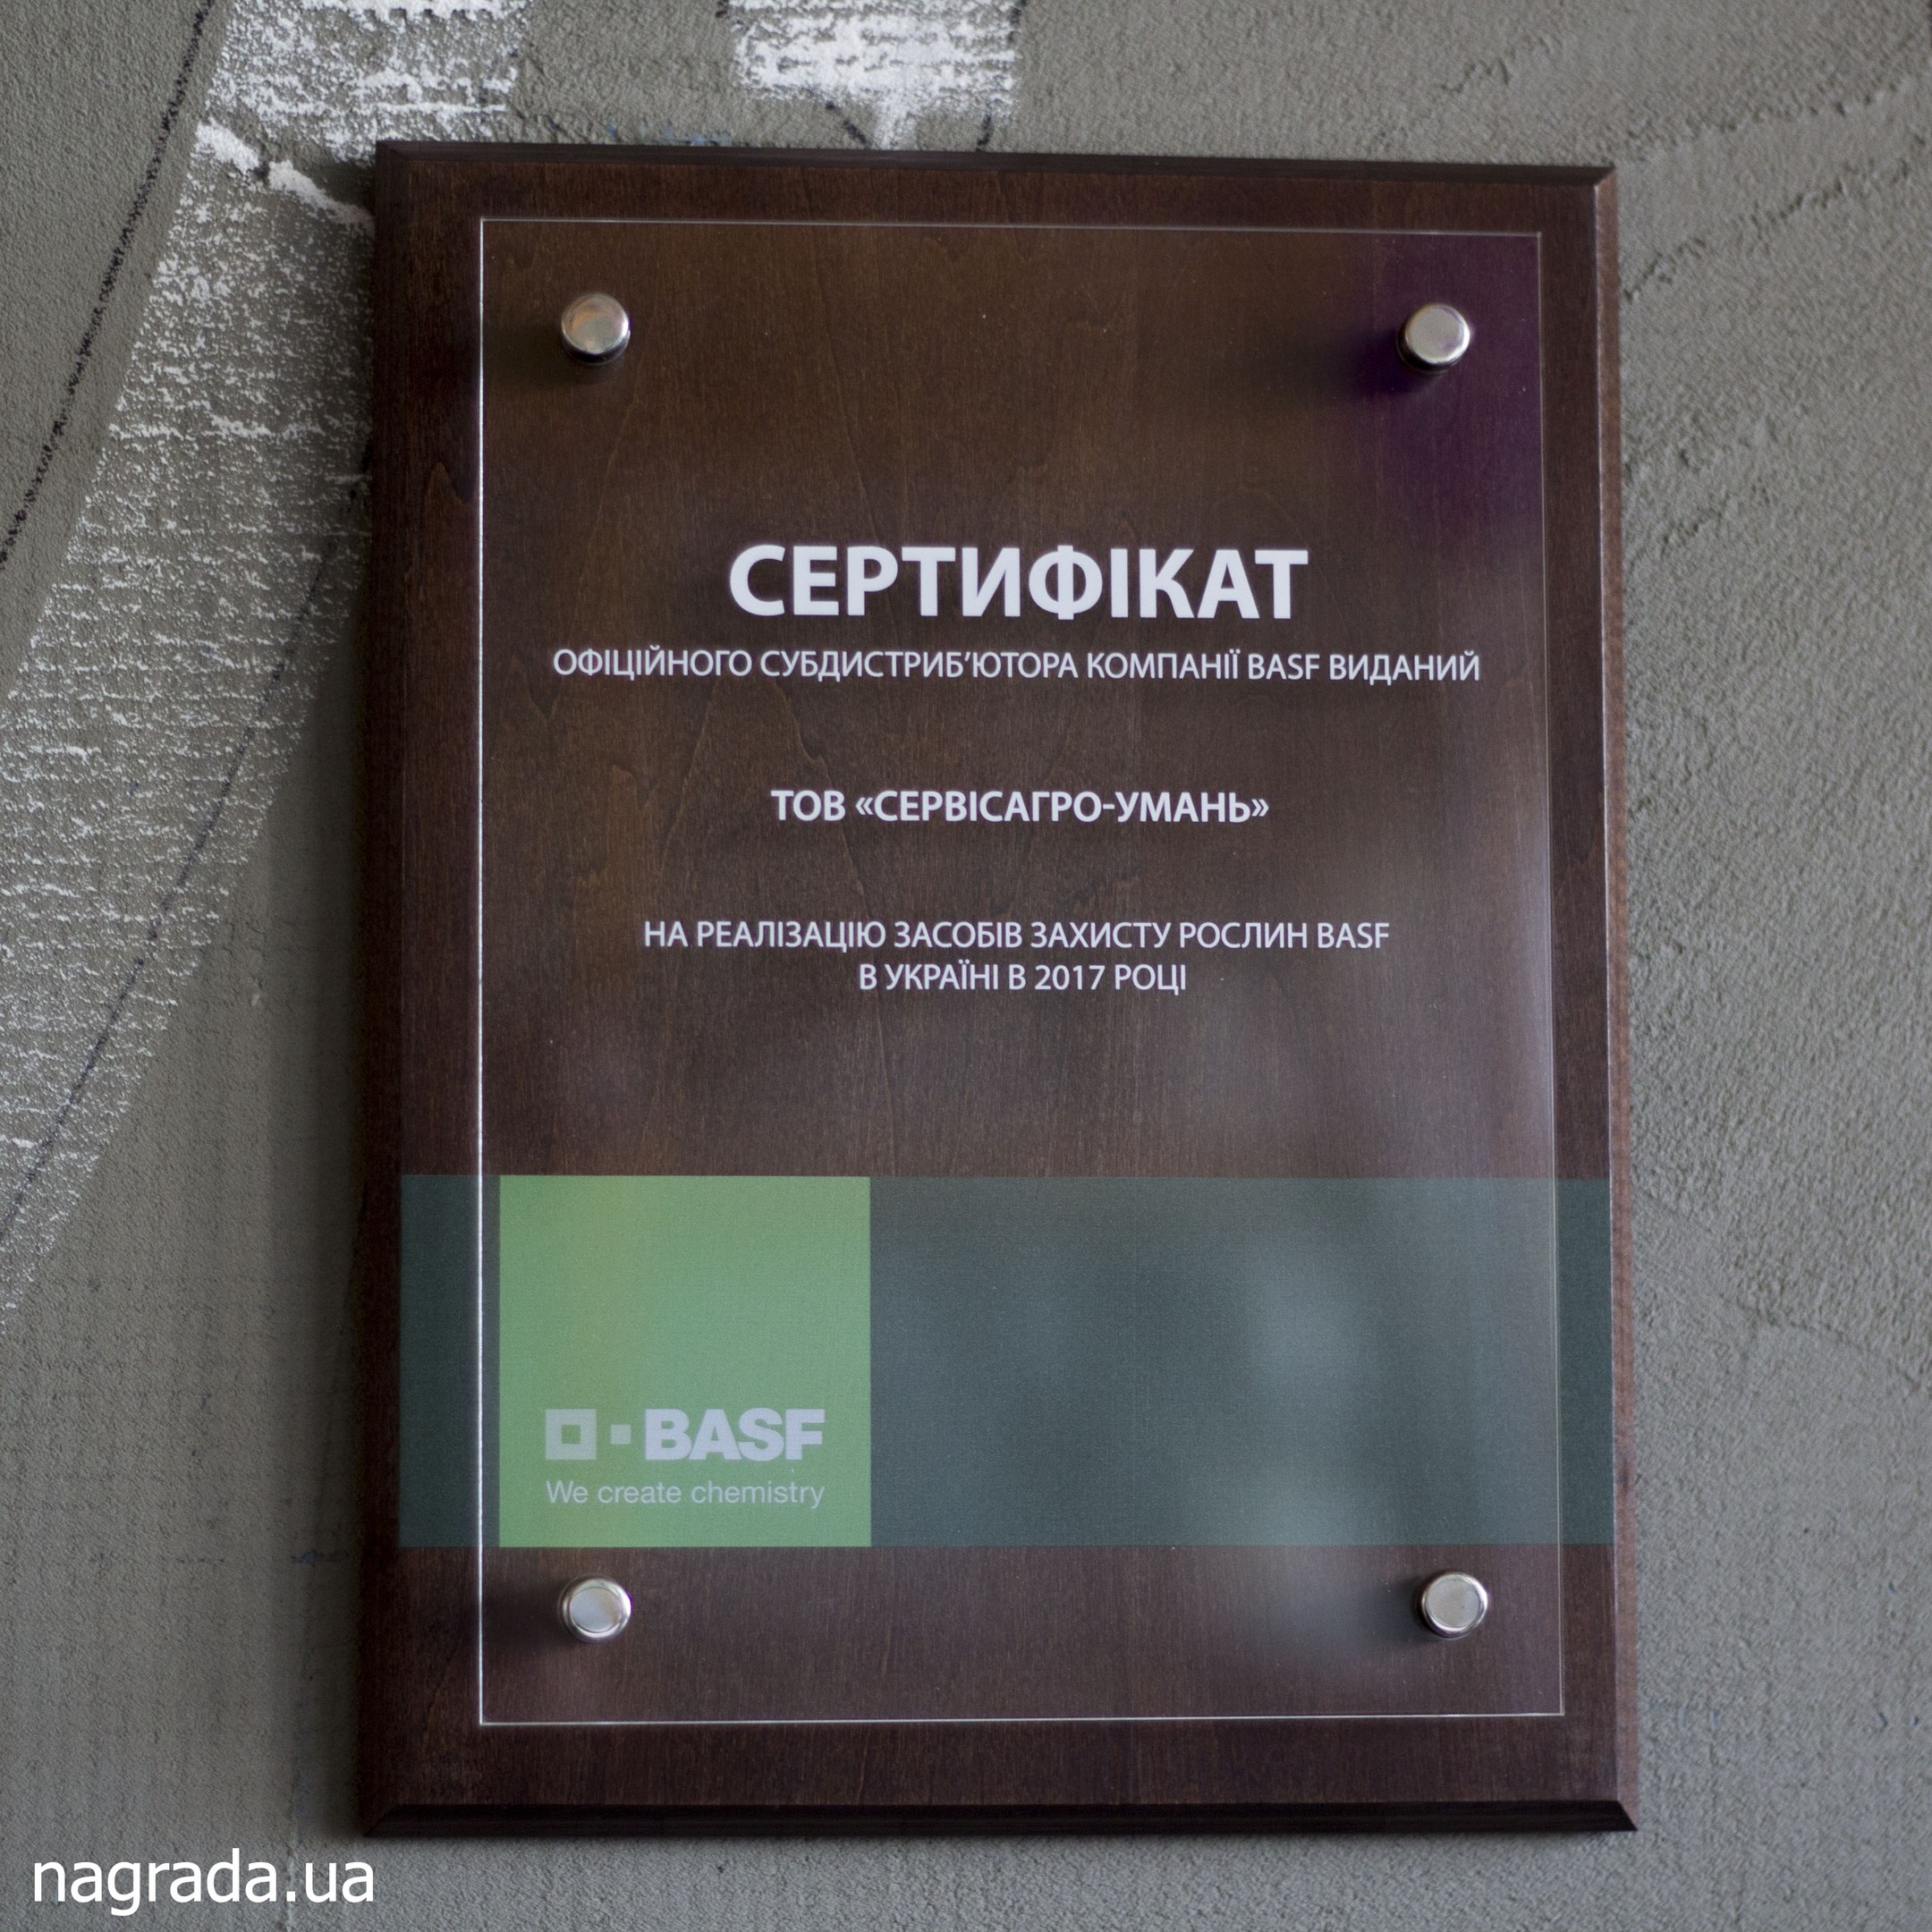 СЕРТИФІКАТ
ОФІЦІЙНОГО СУБДИСТРИБ'ЮТОРА КОМПАНІЇ BASF ВИДАНИЙ
ТОВ «СЕРВІСАГРО-УМАНЬ»
НА РЕАЛІЗАЦІЮ ЗАСОБІВ ЗАХИСТУ РОСЛИН BASF
В УКРАЇНІ В 2017 РОЦІ
BASF
We create chemistry
nagrada.ua